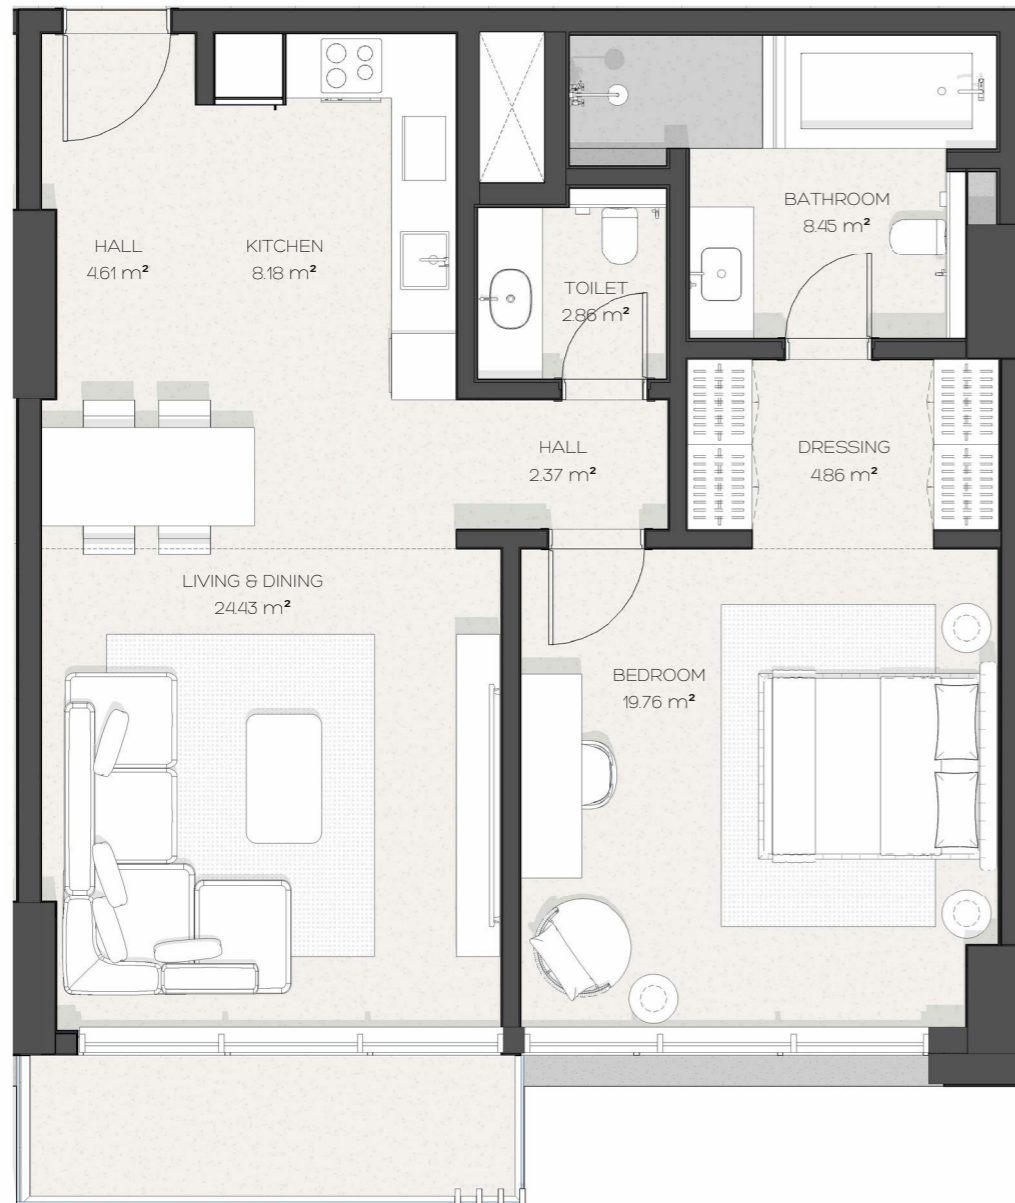 HALL
4.61 m²
KITCHEN
8.18 m²
BATHROOM
8.45 m²
TOILET
2.86 m²
HALL
2.37 m²
DRESSING
4.86 m²
LIVING & DINING
24.43 m²
BEDROOM
19.76 m²